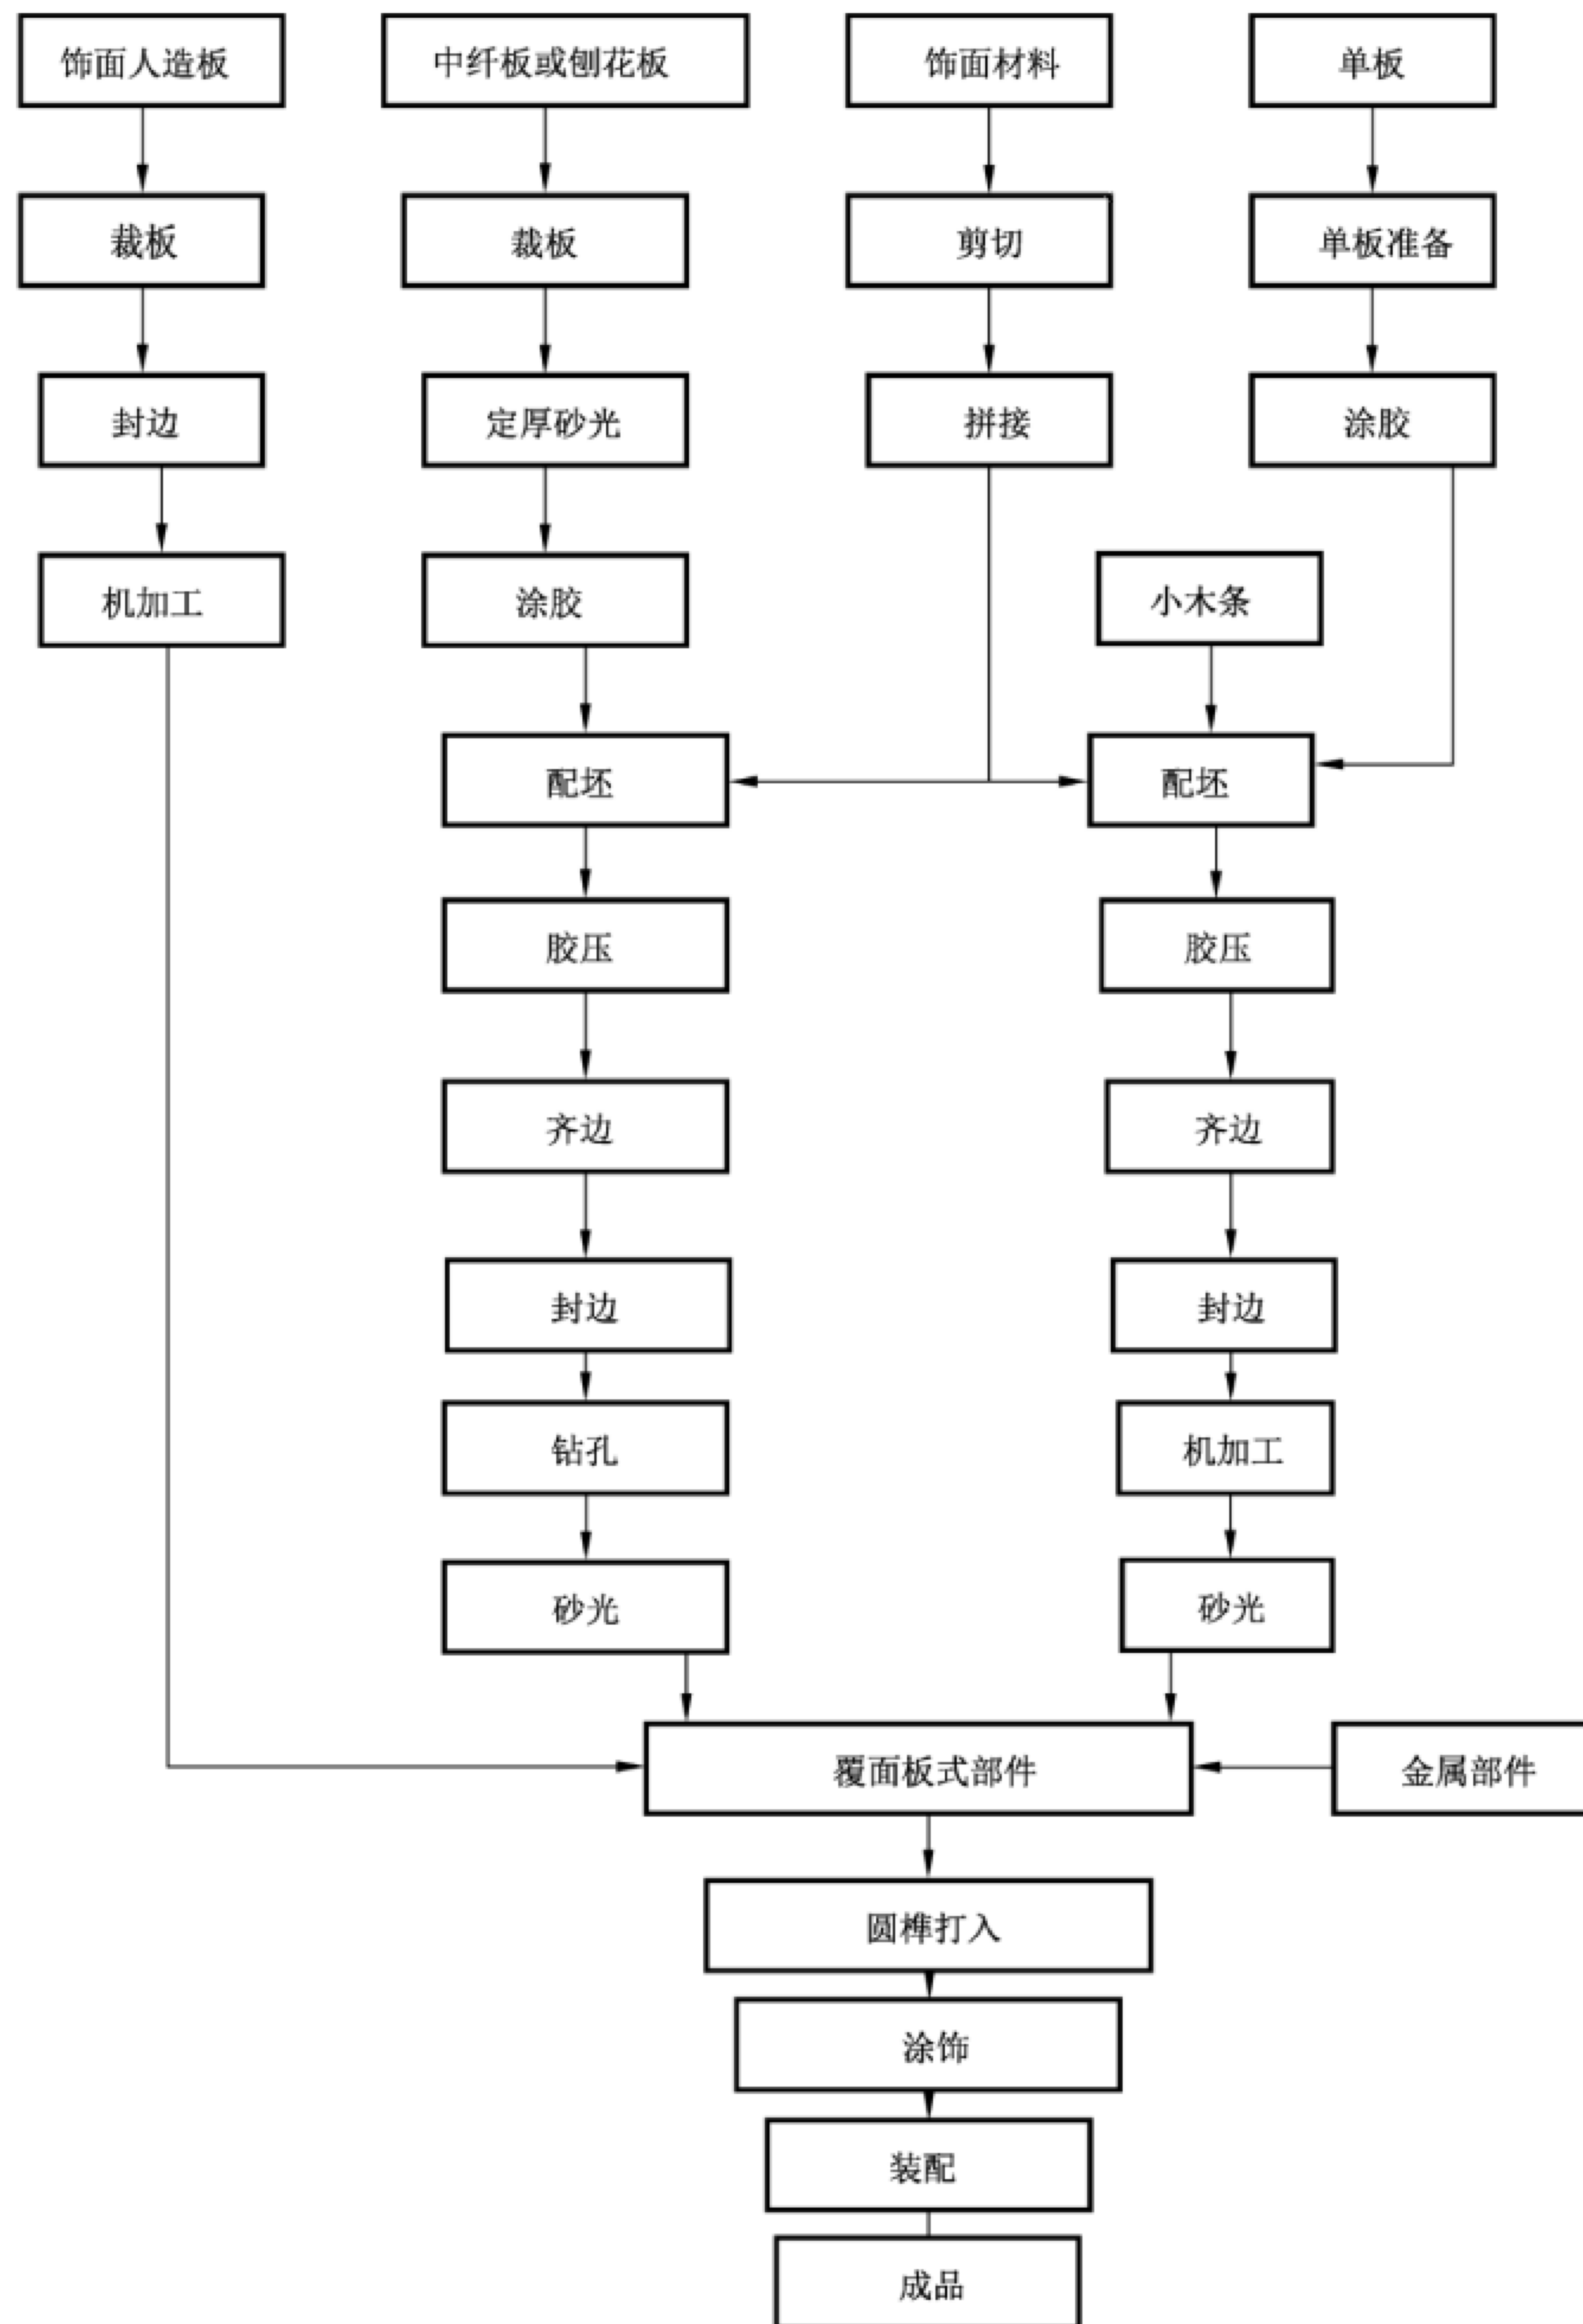 饰面人造板
中纤板或刨花板
饰面材料
单板
裁板
裁板
剪切
单板准备
封边
定厚砂光
拼接
涂胶
机加工
涂胶
小木条
配坯
配坯
胶压
胶压
齐边
齐边
封边
封边
钻孔
机加工
砂光
砂光
覆面板式部件
金属部件
圆榫打入
涂饰
装配
成品